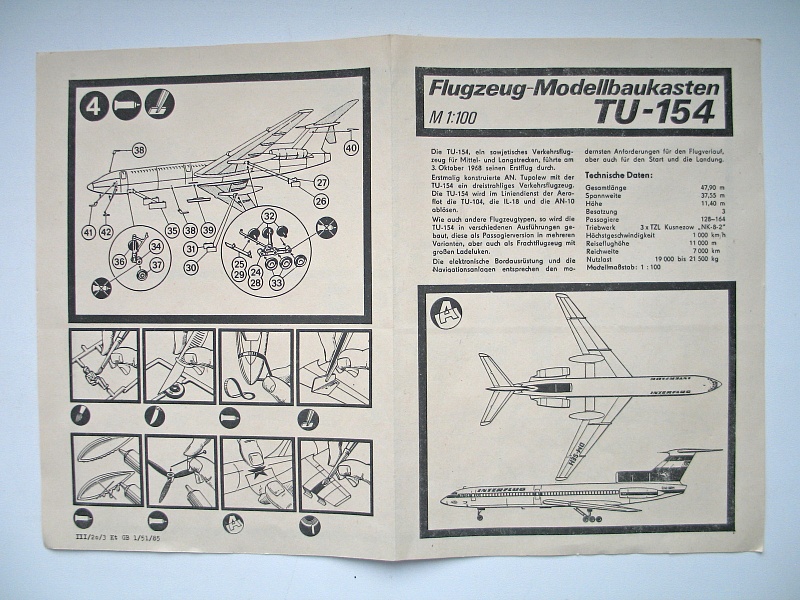 4
38
40
27
26
41
42
35
38
39
32
34
31
36
37
30
25
29
24
28
33
A
III/2o/3 Kt GB 1/51/85
Flugzeug-Modellbaukasten
M 1:100
TU-154
Die TU-154, ein sowjetisches Verkehrsflug-
zeug für Mittel- und Langstrecken, führte am
3. Oktober 1968 seinen Erstflug durch.
Erstmalig konstruierte AN. Tupolew mit der
TU-154 ein dreistrahliges Verkehrsflugzeug.
Die TU-154 wird im Liniendienst der Aero-
flot die TU-104, die IL-18 und die AN-10
ablösen.
Wie auch andere Flugzeugtypen, so wird die
TU-154 in verschiedenen Ausführungen ge-
baut, diese als Passagierversion in mehreren
Varianten, aber auch als Frachtflugzeug mit
großen Ladeluken.
Die elektronische Bordausrüstung und die
Navigationsanlagen entsprechen den mo-
dernsten Anforderungen für den Flugverlauf,
aber auch für den Start und die Landung.
Technische Daten:
Gesamtlänge 47,90 m
Spannweite 37,55 m
Höhe 11,40 m
Besatzung 3
Passagiere 128–164
Triebwerk 3 x TZL Kusnezow „NK-8-2"
Höchstgeschwindigkeit 1 000 km/h
Reiseflughöhe 11 000 m
Reichweite 7 000 km
Nutzlast 19 000 bis 21 500 kg
Modellmaßstab: 1 : 100
A
INTERFLUG
INTERFLUG